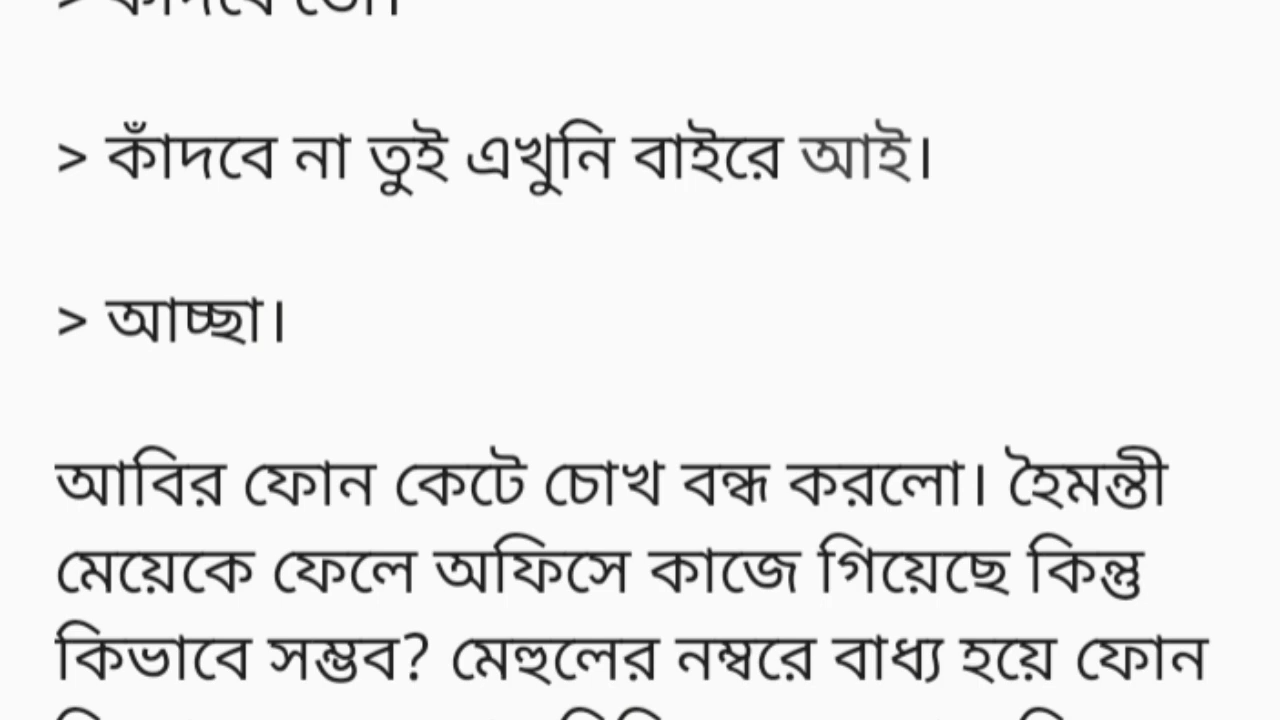 > কাঁদবে না তুই এখুনি বাইরে আই।
> আচ্ছা।
আবির ফোন কেটে চোখ বন্ধ করলো। হৈমন্তী
মেয়েকে ফেলে অফিসে কাজে গিয়েছে কিন্তু
কিভাবে সম্ভব? মেহুলের নম্বরে বাধ্য হয়ে ফোন